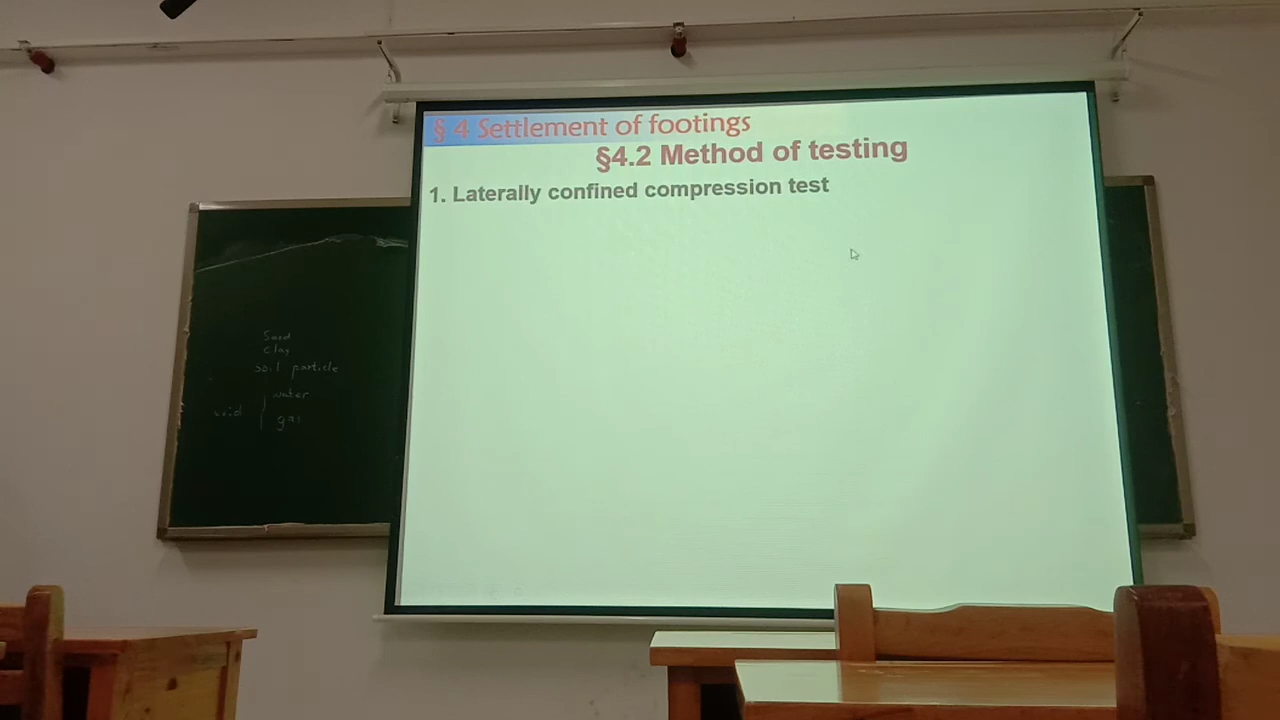 § 4 Settlement of footings
§4.2 Method of testing
1. Laterally confined compression test
Sand
clay
soil particle
water
void
gas